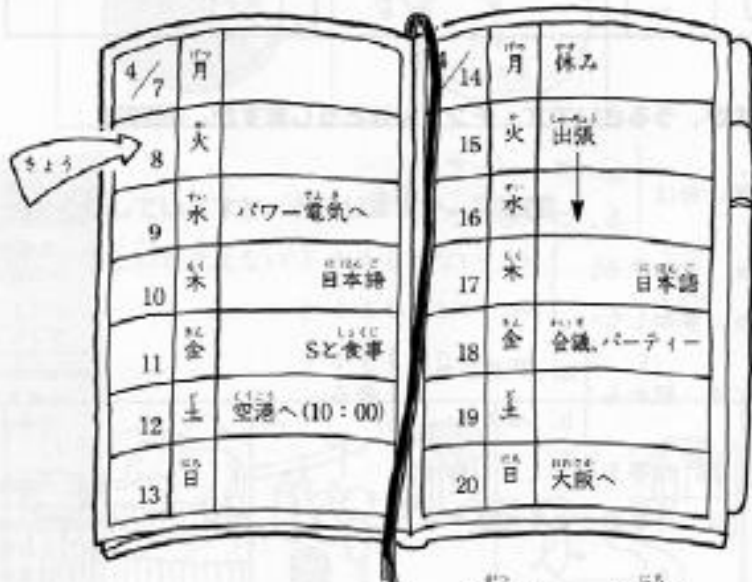 きょう
4/7 月
8 火
9 水 パワー電気へ
10 木 日本語
11 金 Sと食事
12 土 空港へ(10:00)
13 日
4/14 月 休み
15 火 出張
16 水
17 木 日本語
18 金 会議、パーティー
19 土
20 日 大阪へ